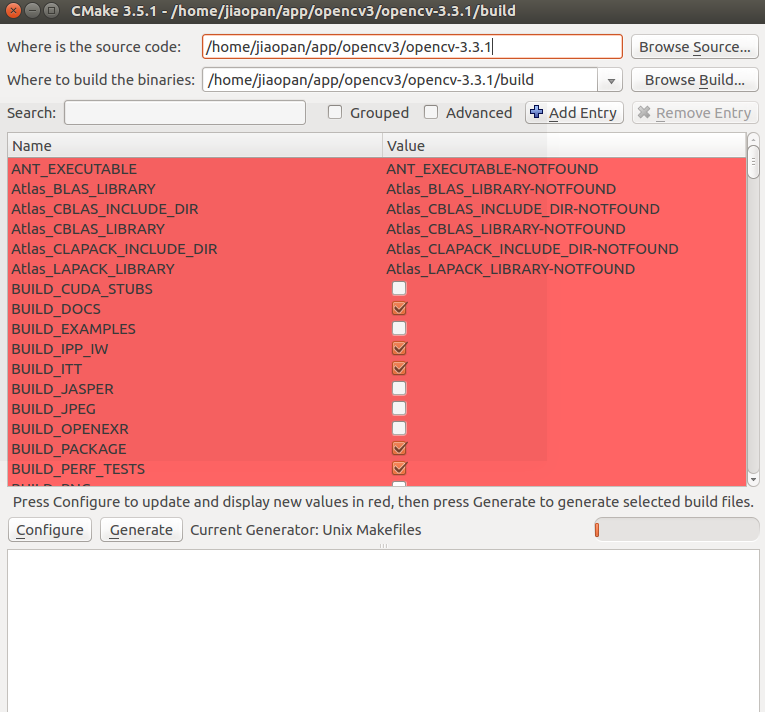 CMake 3.5.1 - /home/jiaopan/app/opencv3/opencv-3.3.1/build
Where is the source code: /home/jiaopan/app/opencv3/opencv-3.3.1 Browse Source...
Where to build the binaries: /home/jiaopan/app/opencv3/opencv-3.3.1/build Browse Build...
Search: Grouped Advanced Add Entry Remove Entry
Name Value
ANT_EXECUTABLE ANT_EXECUTABLE-NOTFOUND
Atlas_BLAS_LIBRARY Atlas_BLAS_LIBRARY-NOTFOUND
Atlas_CBLAS_INCLUDE_DIR Atlas_CBLAS_INCLUDE_DIR-NOTFOUND
Atlas_CBLAS_LIBRARY Atlas_CBLAS_LIBRARY-NOTFOUND
Atlas_CLAPACK_INCLUDE_DIR Atlas_CLAPACK_INCLUDE_DIR-NOTFOUND
Atlas_LAPACK_LIBRARY Atlas_LAPACK_LIBRARY-NOTFOUND
BUILD_CUDA_STUBS
BUILD_DOCS
BUILD_EXAMPLES
BUILD_IPP_IW
BUILD_ITT
BUILD_JASPER
BUILD_JPEG
BUILD_OPENEXR
BUILD_PACKAGE
BUILD_PERF_TESTS
Press Configure to update and display new values in red, then press Generate to generate selected build files.
Configure Generate Current Generator: Unix Makefiles